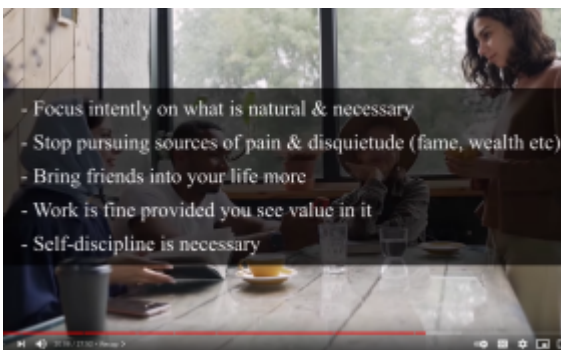 - Focus intently on what is natural & necessary
- Stop pursuing sources of pain & disquietude (fame, wealth etc)
- Bring friends into your life more
- Work is fine provided you see value in it
- Self-discipline is necessary
Recap